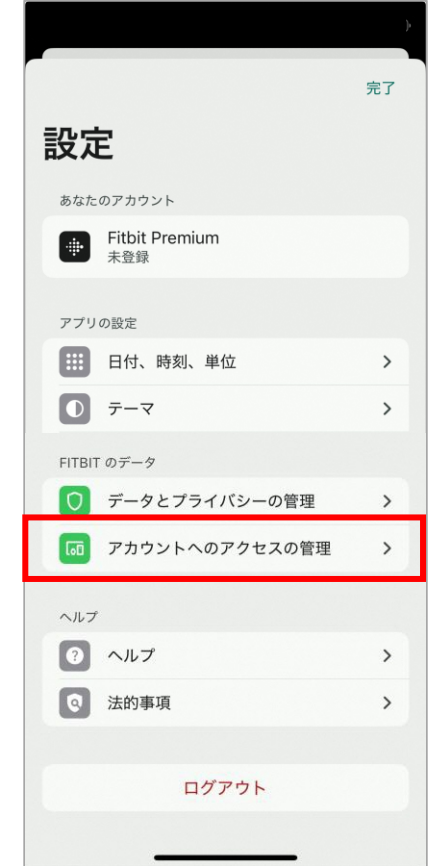 完了
設定
あなたのアカウント
Fitbit Premium
未登録
アプリの設定
日付、時刻、単位
テーマ
FITBIT のデータ
データとプライバシーの管理
アカウントへのアクセスの管理
ヘルプ
ヘルプ
法的事項
ログアウト